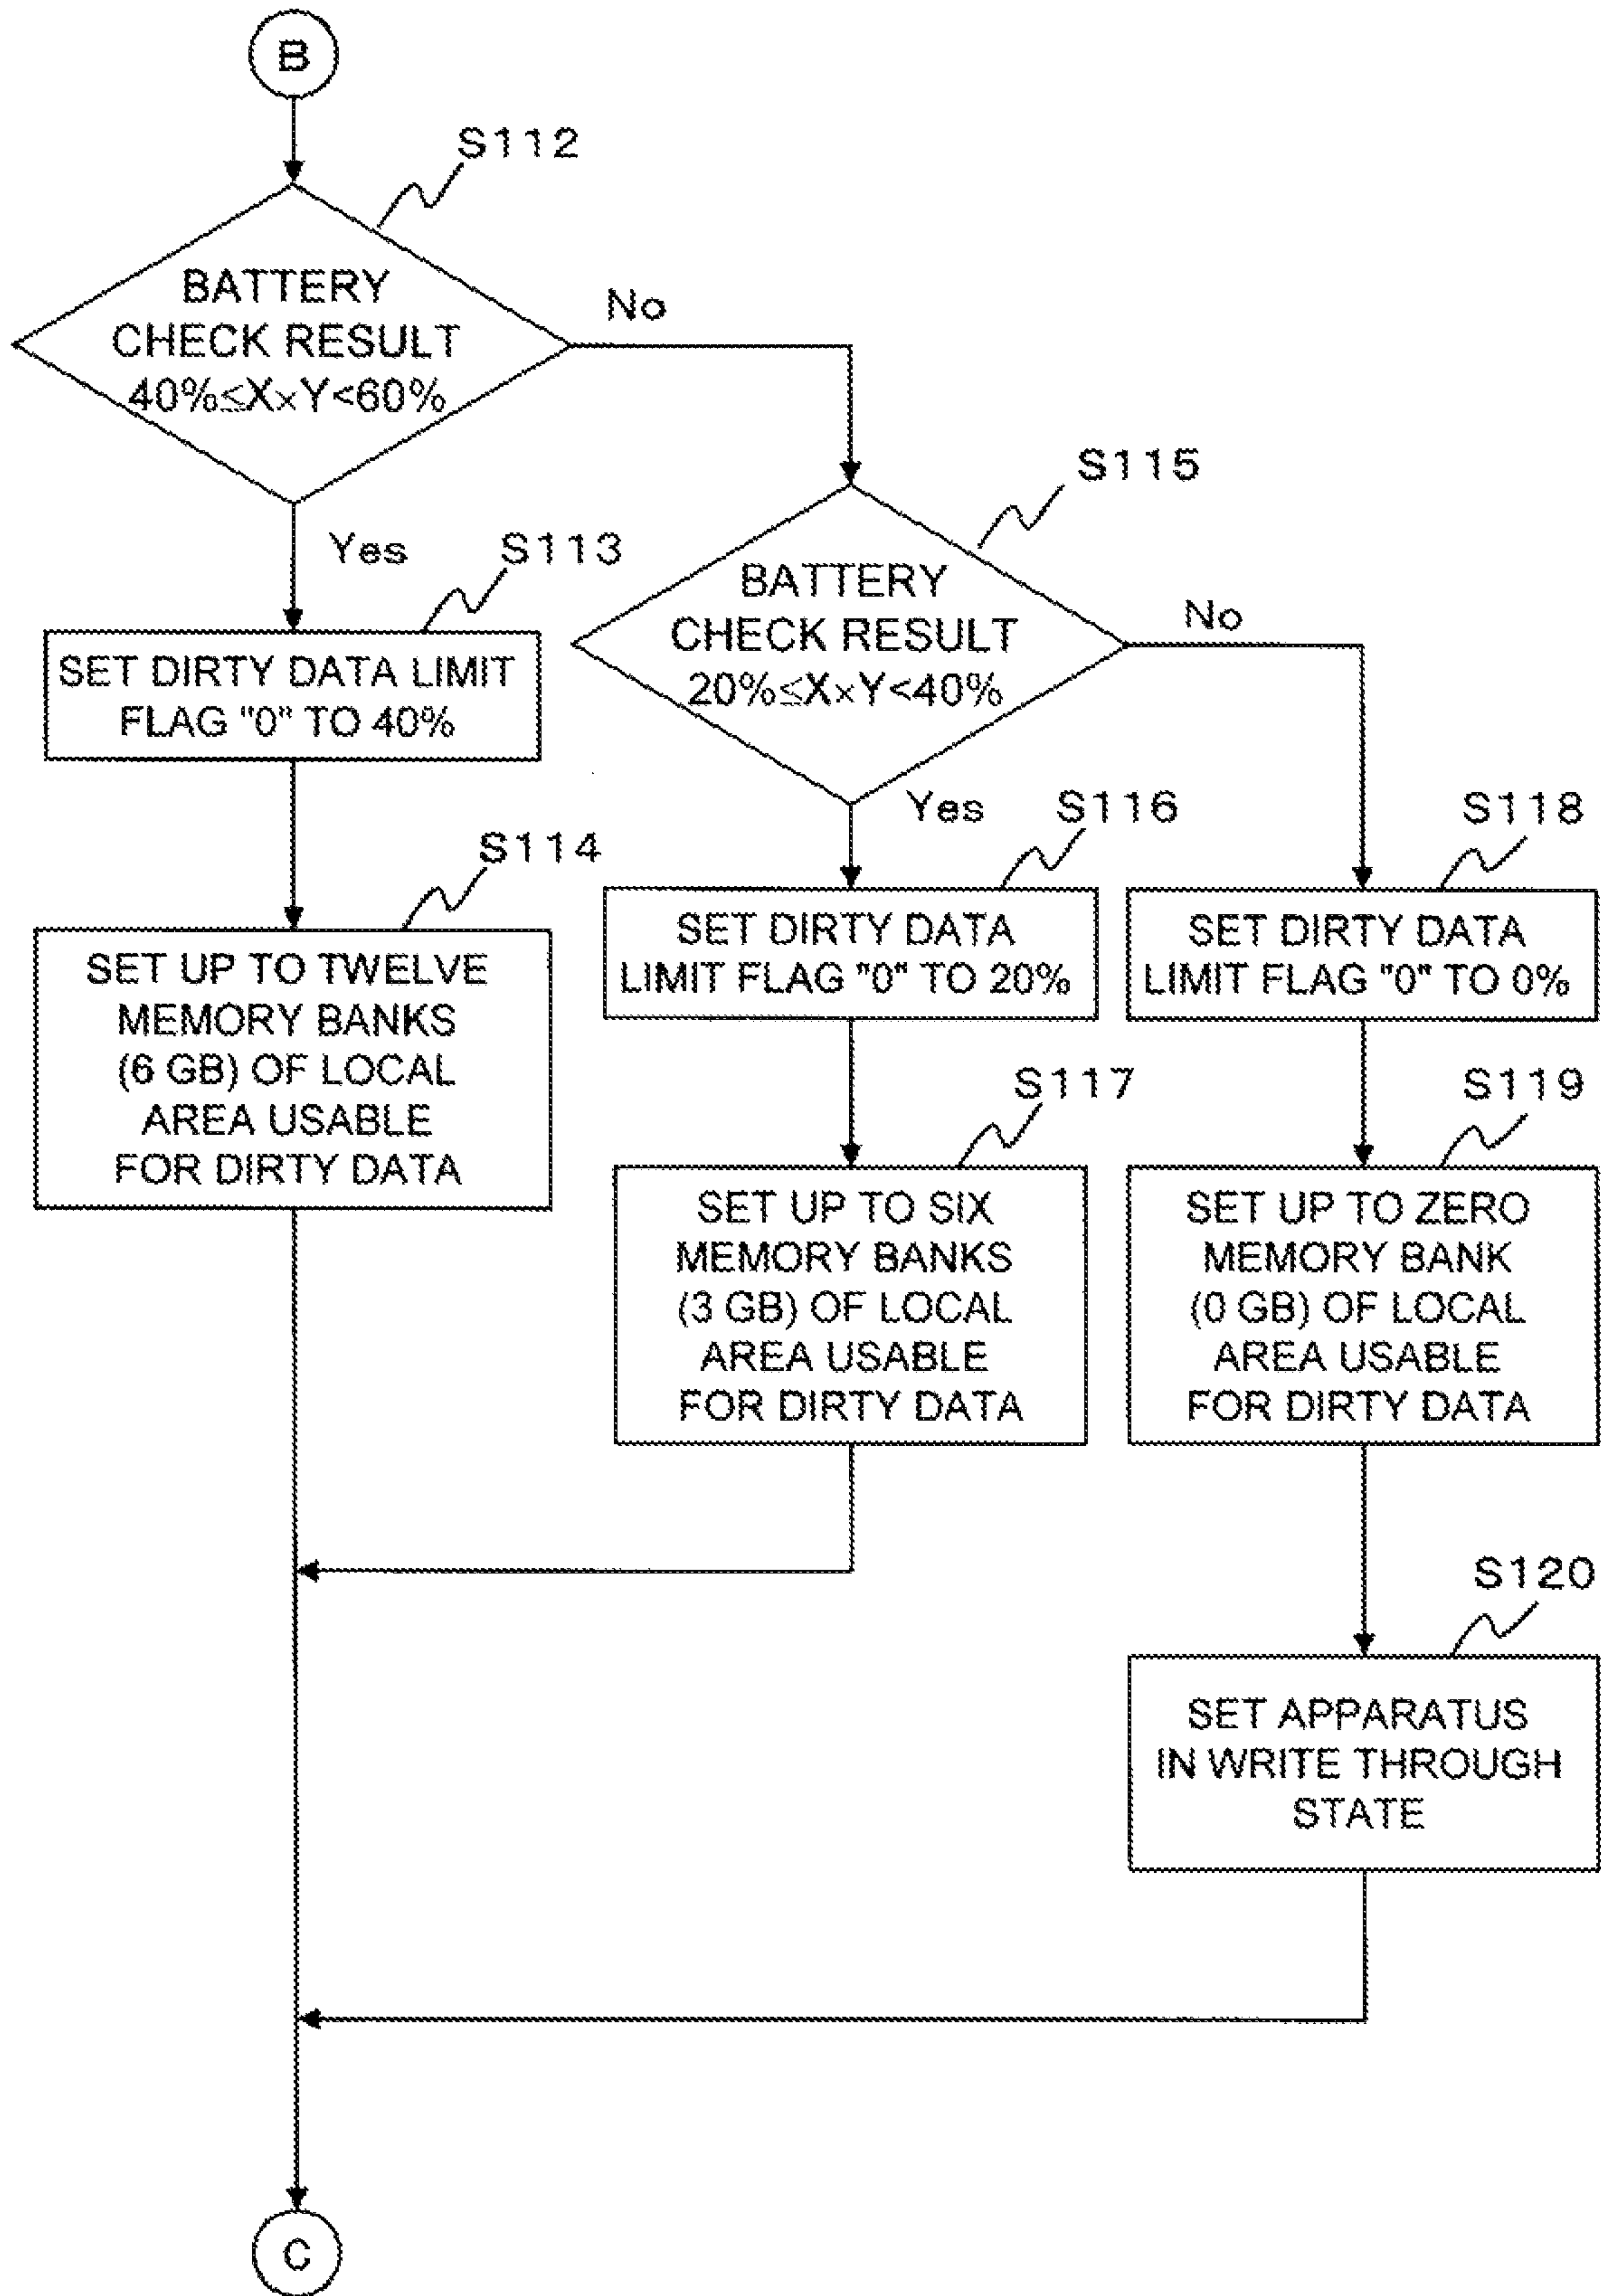 B
S112
BATTERY
CHECK RESULT
40%≤X×Y<60%
No
Yes
S113
SET DIRTY DATA LIMIT
FLAG "0" TO 40%
S114
SET UP TO TWELVE
MEMORY BANKS
(6 GB) OF LOCAL
AREA USABLE
FOR DIRTY DATA
S115
BATTERY
CHECK RESULT
20%≤X×Y<40%
No
Yes
S116
SET DIRTY DATA
LIMIT FLAG "0" TO 20%
S117
SET UP TO SIX
MEMORY BANKS
(3 GB) OF LOCAL
AREA USABLE
FOR DIRTY DATA
S118
SET DIRTY DATA
LIMIT FLAG "0" TO 0%
S119
SET UP TO ZERO
MEMORY BANK
(0 GB) OF LOCAL
AREA USABLE
FOR DIRTY DATA
S120
SET APPARATUS
IN WRITE THROUGH
STATE
C